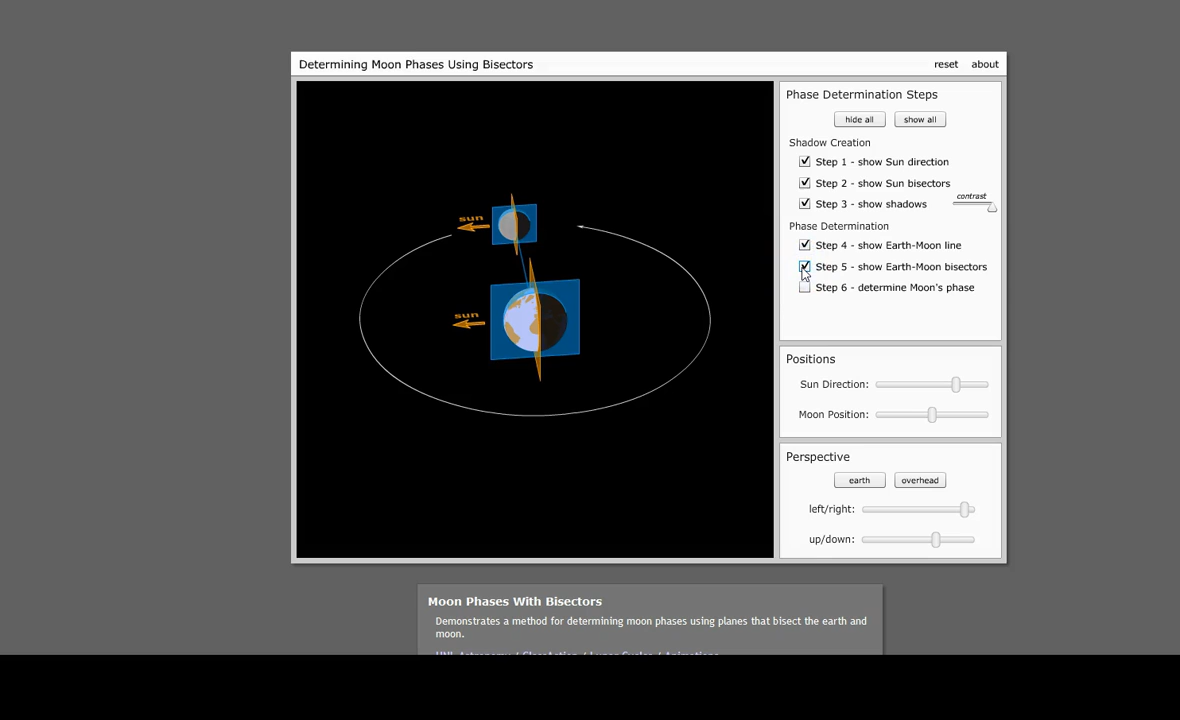 Determining Moon Phases Using Bisectors
reset about
Phase Determination Steps
hide all show all
Shadow Creation
Step 1 - show Sun direction
Step 2 - show Sun bisectors
contrast
Step 3 - show shadows
Phase Determination
Step 4 - show Earth-Moon line
Step 5 - show Earth-Moon bisectors
Step 6 - determine Moon's phase
sun
sun
Positions
Sun Direction:
Moon Position:
Perspective
earth overhead
left/right:
up/down:
Moon Phases With Bisectors
Demonstrates a method for determining moon phases using planes that bisect the earth and
moon.